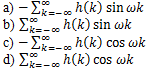 a) −∑_{k=−∞}^{∞} h(k) sin ωk
b) ∑_{k=−∞}^{∞} h(k) sin ωk
c) −∑_{k=−∞}^{∞} h(k) cos ωk
d) ∑_{k=−∞}^{∞} h(k) cos ωk